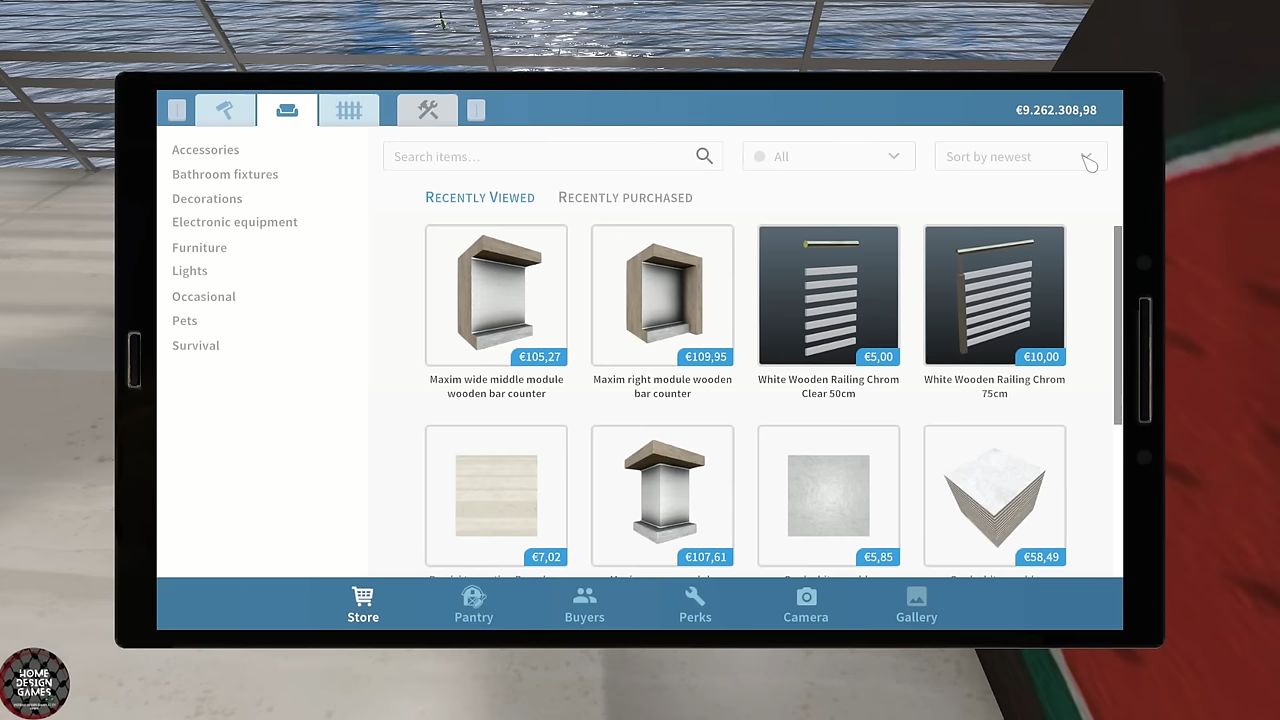 €9.262.308,98
Accessories
Bathroom fixtures
Decorations
Electronic equipment
Furniture
Lights
Occasional
Pets
Survival
Search items...
All
Sort by newest
Recently Viewed
Recently purchased
€105,27
Maxim wide middle module
wooden bar counter
€109,95
Maxim right module wooden
bar counter
€5,00
White Wooden Railing Chrom
Clear 50cm
€10,00
White Wooden Railing Chrom
75cm
€7,02
€107,61
€5,85
€58,49
Store
Pantry
Buyers
Perks
Camera
Gallery
HOME
DESIGN
GAMES